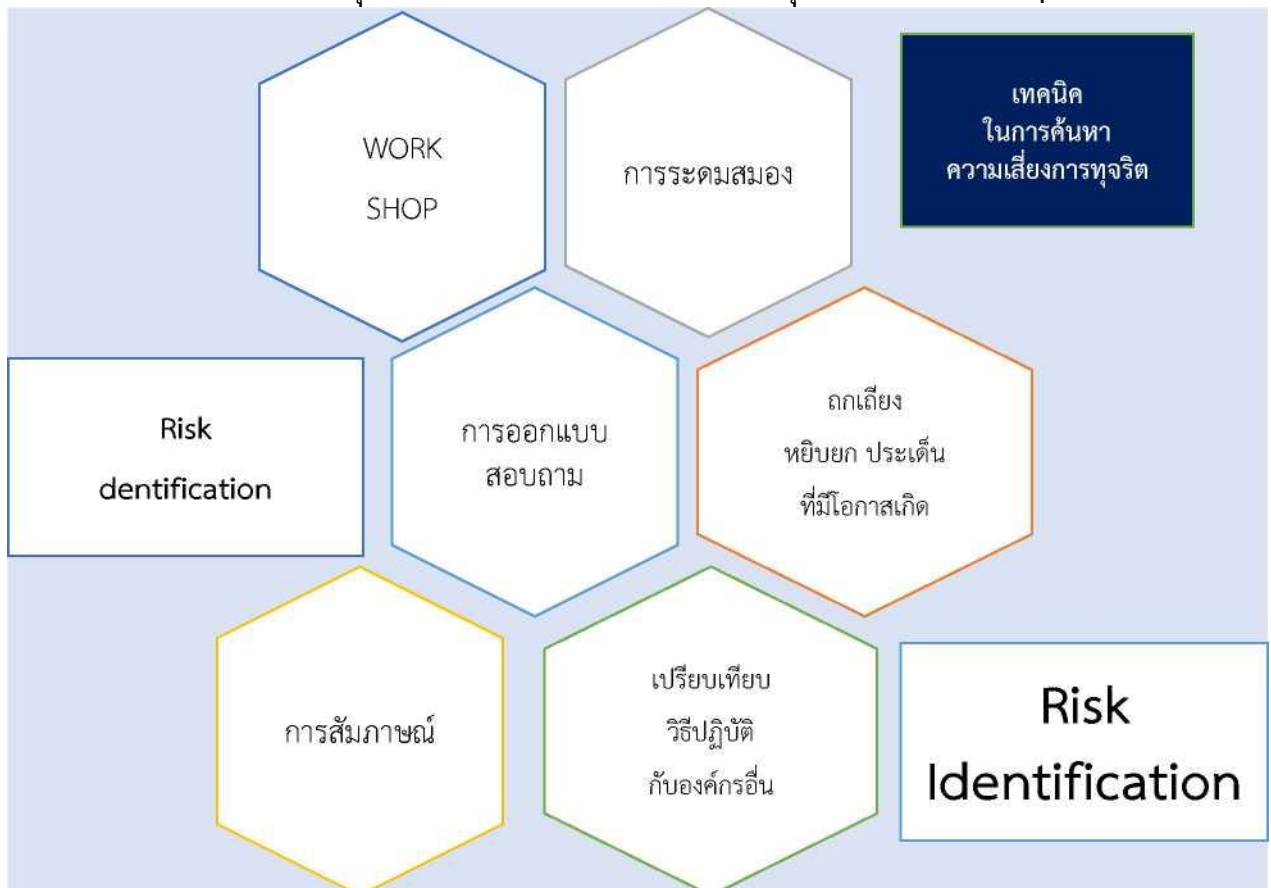 WORK
SHOP
การระดมสมอง
เทคนิค
ในการค้นหา
ความเสี่ยงการทุจริต
Risk
dentification
การออกแบบ
สอบถาม
ถกเถียง
หยิบยก ประเด็น
ที่มีโอกาสเกิด
การสัมภาษณ์
เปรียบเทียบ
วิธีปฏิบัติ
กับองค์กรอื่น
Risk
Identification